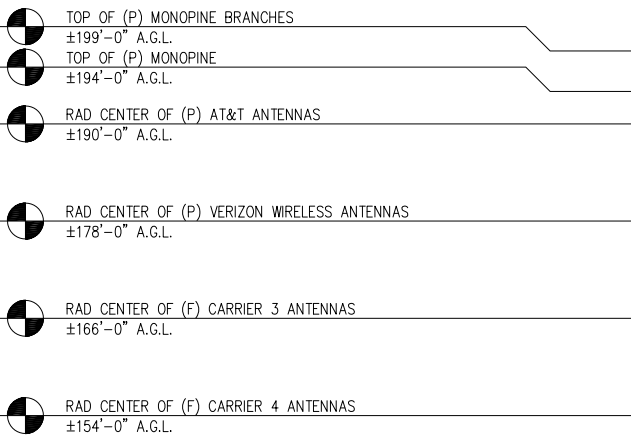 TOP OF (P) MONOPINE BRANCHES
±199'-0" A.G.L.
TOP OF (P) MONOPINE
±194'-0" A.G.L.
RAD CENTER OF (P) AT&T ANTENNAS
±190'-0" A.G.L.
RAD CENTER OF (P) VERIZON WIRELESS ANTENNAS
±178'-0" A.G.L.
RAD CENTER OF (F) CARRIER 3 ANTENNAS
±166'-0" A.G.L.
RAD CENTER OF (F) CARRIER 4 ANTENNAS
±154'-0" A.G.L.